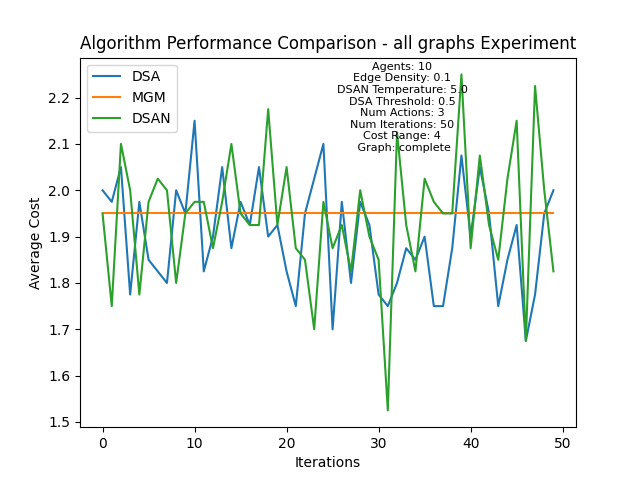 Algorithm Performance Comparison - all graphs Experiment
DSA
MGM
DSAN
Agents: 10
Edge Density: 0.1
DSAN Temperature: 5.0
DSA Threshold: 0.5
Num Actions: 3
Num Iterations: 50
Cost Range: 4
Graph: complete
Average Cost
2.2
2.1
2.0
1.9
1.8
1.7
1.6
1.5
0 10 20 30 40 50
Iterations